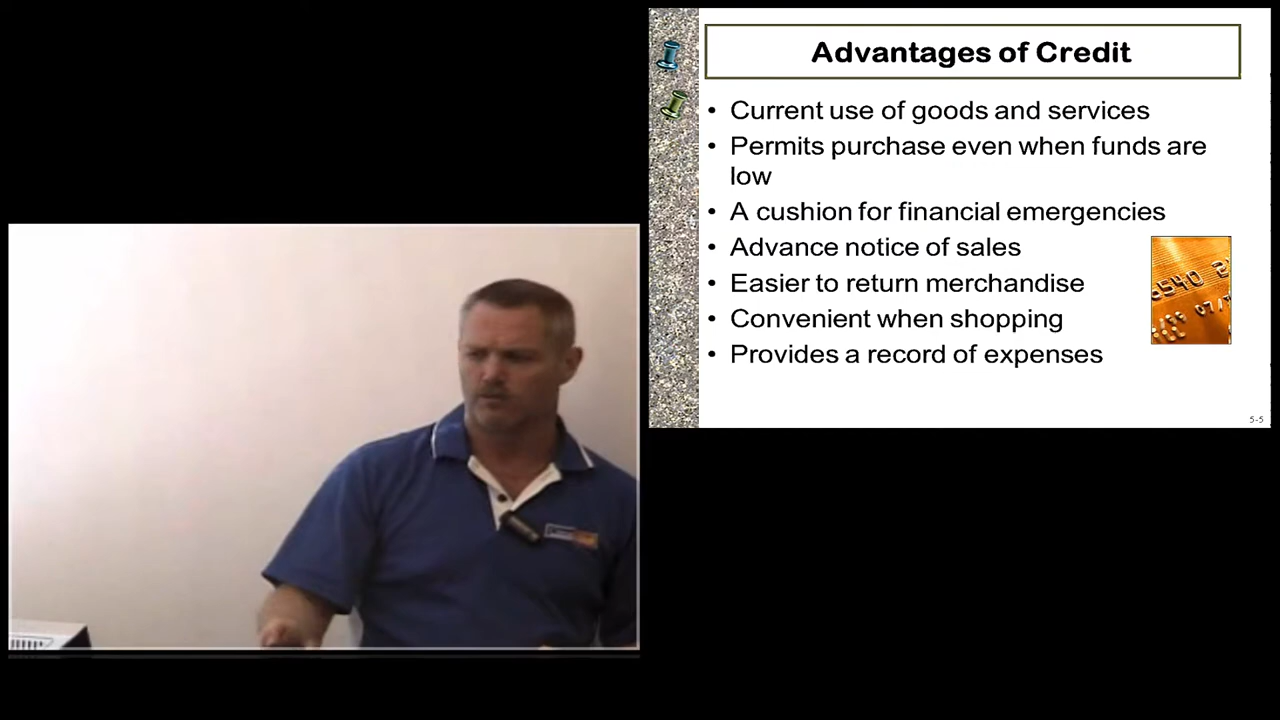 Advantages of Credit
• Current use of goods and services
• Permits purchase even when funds are
low
• A cushion for financial emergencies
• Advance notice of sales
• Easier to return merchandise
• Convenient when shopping
• Provides a record of expenses
5-5